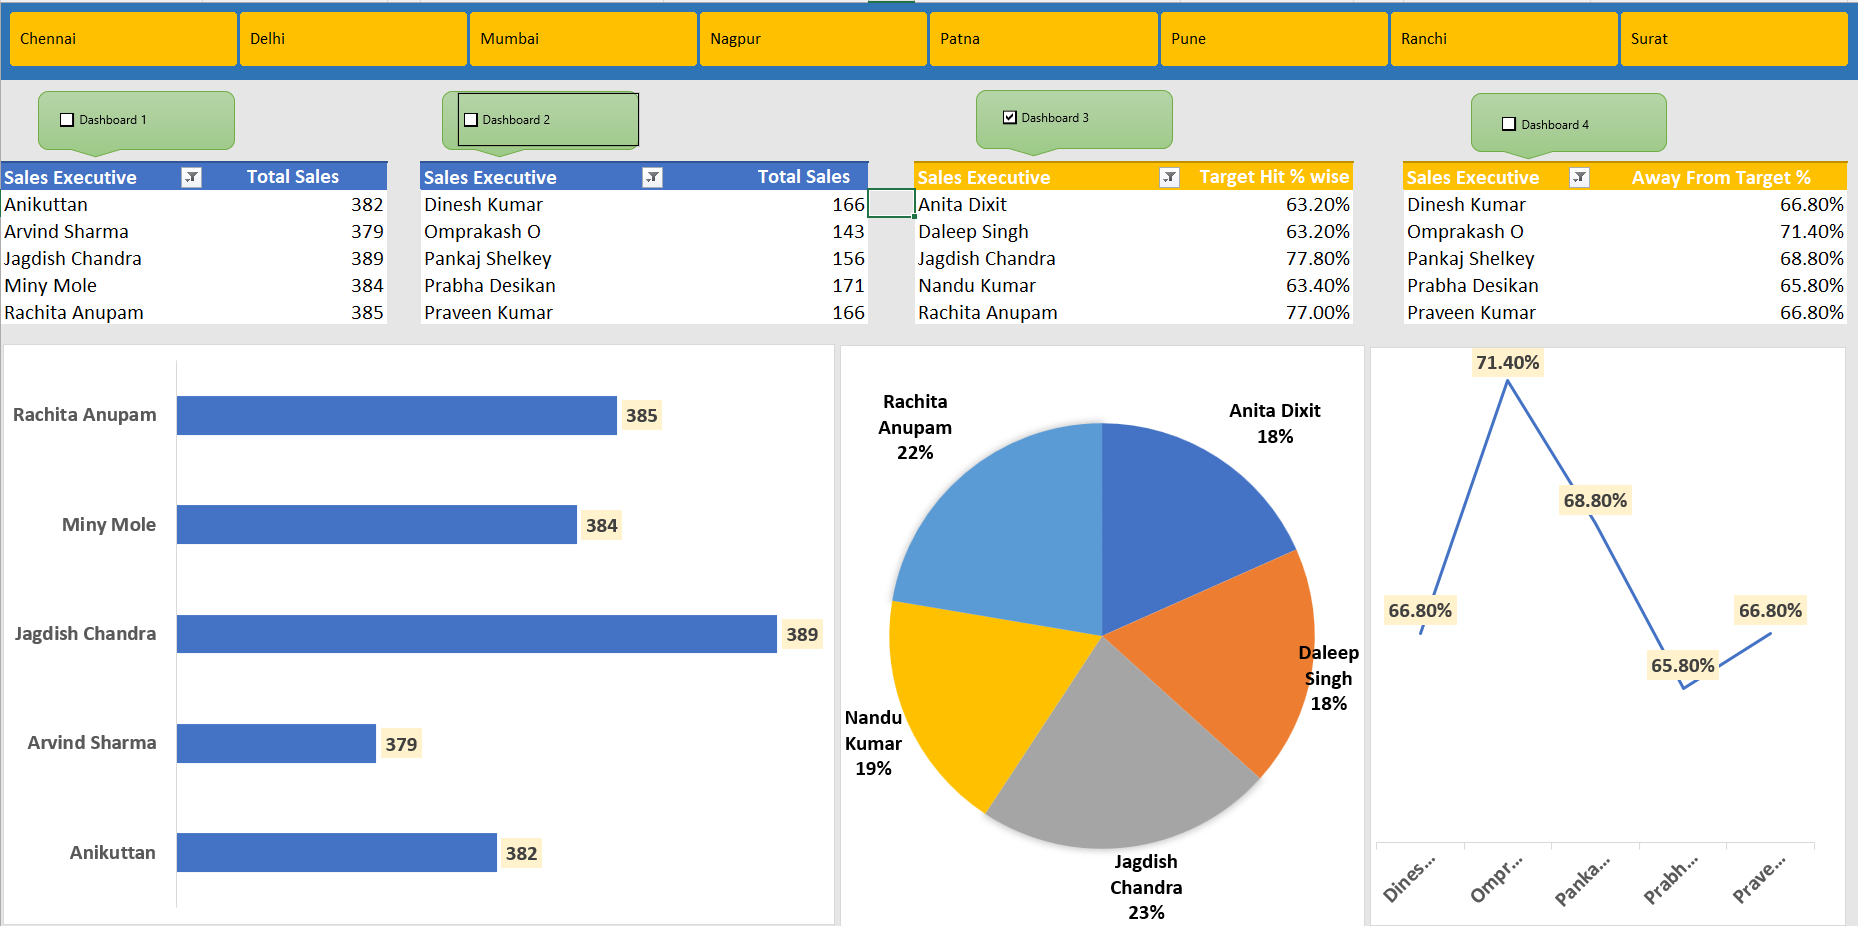 Chennai
Delhi
Mumbai
Nagpur
Patna
Pune
Ranchi
Surat
Dashboard 1
Dashboard 2
Dashboard 3
Dashboard 4
Sales Executive Total Sales
Anikuttan 382
Arvind Sharma 379
Jagdish Chandra 389
Miny Mole 384
Rachita Anupam 385
Sales Executive Total Sales
Dinesh Kumar 166
Omprakash O 143
Pankaj Shelkey 156
Prabha Desikan 171
Praveen Kumar 166
Sales Executive Target Hit % wise
Anita Dixit 63.20%
Daleep Singh 63.20%
Jagdish Chandra 77.80%
Nandu Kumar 63.40%
Rachita Anupam 77.00%
Sales Executive Away From Target %
Dinesh Kumar 66.80%
Omprakash O 71.40%
Pankaj Shelkey 68.80%
Prabha Desikan 65.80%
Praveen Kumar 66.80%
Rachita Anupam 385
Miny Mole 384
Jagdish Chandra 389
Arvind Sharma 379
Anikuttan 382
Rachita
Anupam
22%
Anita Dixit
18%
Daleep
Singh
18%
Nandu
Kumar
19%
Jagdish
Chandra
23%
71.40%
68.80%
66.80%
66.80%
65.80%
Dines...
Ompr...
Panka...
Prabh...
Prave...